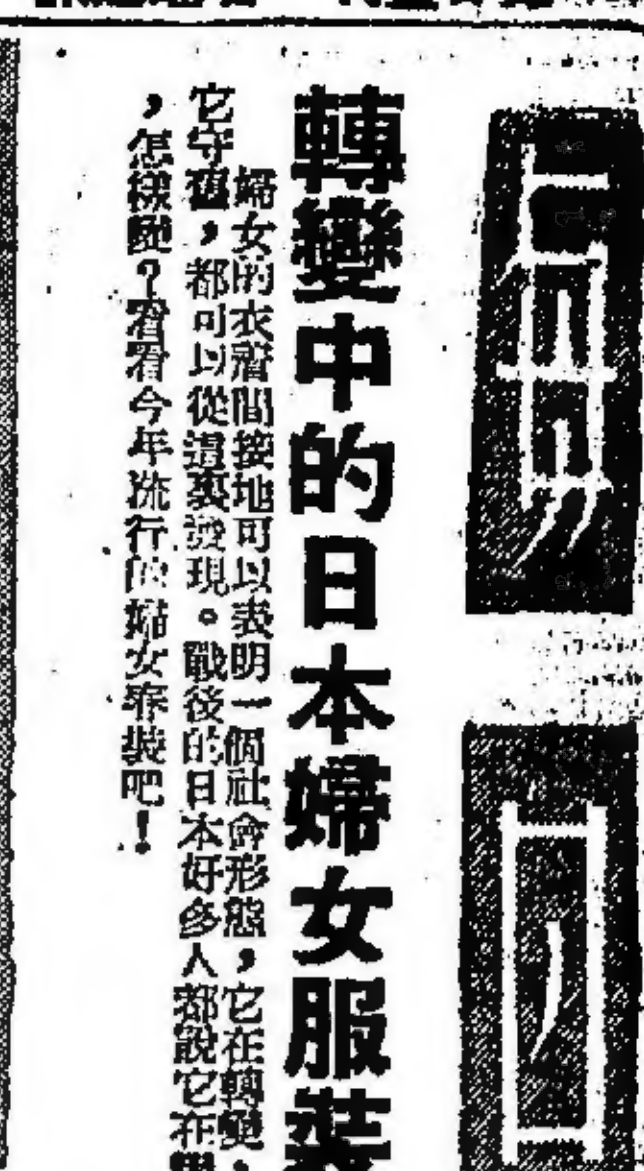 轉變中的日本婦女服裝
婦女的衣着間接地可以表明一個社會形態，它在轉變，
它守舊，都可以從這裏發現。戰後的日本好多人都說它在變
，怎樣變？看看今年流行的婦女春裝吧！